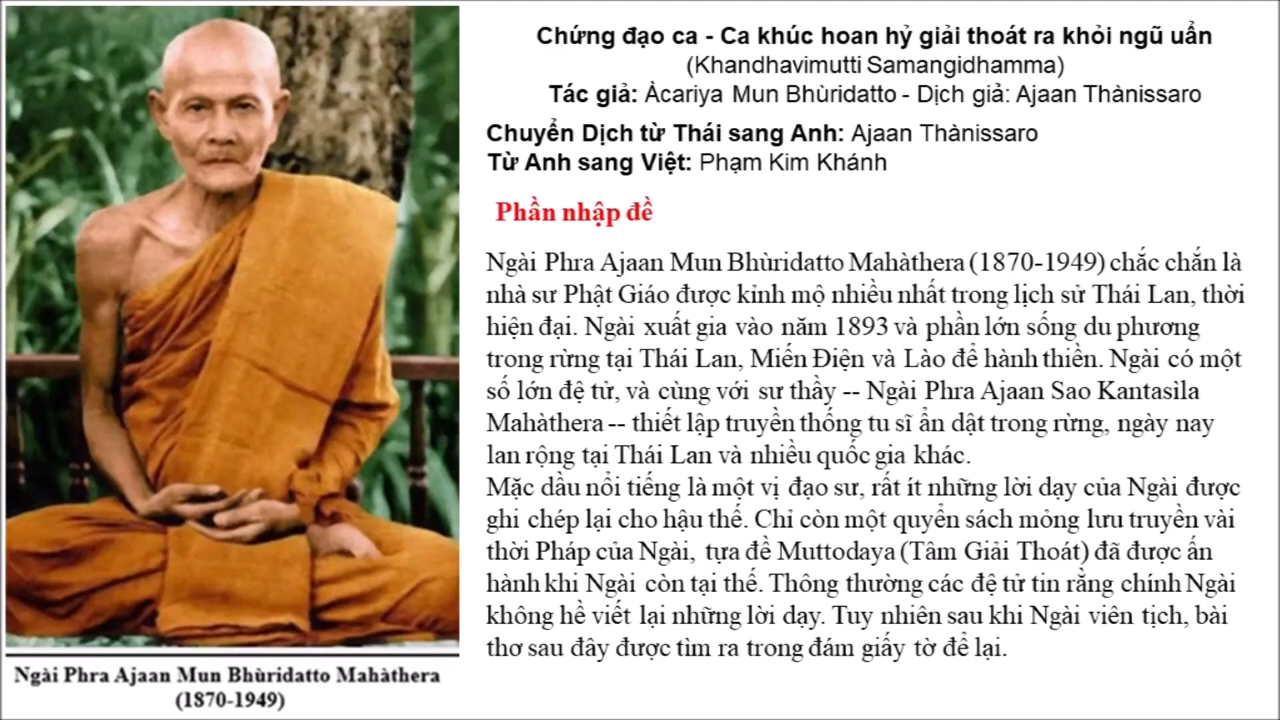 Chứng đạo ca - Ca khúc hoan hỷ giải thoát ra khỏi ngũ uẩn
(Khandhavimutti Samangidhamma)
Tác giả: Àcariya Mun Bhùridatto - Dịch giả: Ajaan Thànissaro
Chuyển Dịch từ Thái sang Anh: Ajaan Thànissaro
Từ Anh sang Việt: Phạm Kim Khánh
Phần nhập đề
Ngài Phra Ajaan Mun Bhùridatto Mahàthera (1870-1949) chắc chắn là
nhà sư Phật Giáo được kỉnh mộ nhiều nhất trong lịch sử Thái Lan, thời
hiện đại. Ngài xuất gia vào năm 1893 và phần lớn sống du phương
trong rừng tại Thái Lan, Miến Điện và Lào để hành thiền. Ngài có một
số lớn đệ tử, và cùng với sư thầy -- Ngài Phra Ajaan Sao Kantasìla
Mahàthera -- thiết lập truyền thống tu sĩ ẩn dật trong rừng, ngày nay
lan rộng tại Thái Lan và nhiều quốc gia khác.
Mặc dầu nổi tiếng là một vị đạo sư, rất ít những lời dạy của Ngài được
ghi chép lại cho hậu thế. Chỉ còn một quyển sách mỏng lưu truyền vài
thời Pháp của Ngài, tựa đề Muttodaya (Tâm Giải Thoát) đã được ấn
hành khi Ngài còn tại thế. Thông thường các đệ tử tin rằng chính Ngài
không hề viết lại những lời dạy. Tuy nhiên sau khi Ngài viên tịch, bài
thơ sau đây được tìm ra trong đám giấy tờ để lại.
Ngài Phra Ajaan Mun Bhùridatto Mahàthera
(1870-1949)